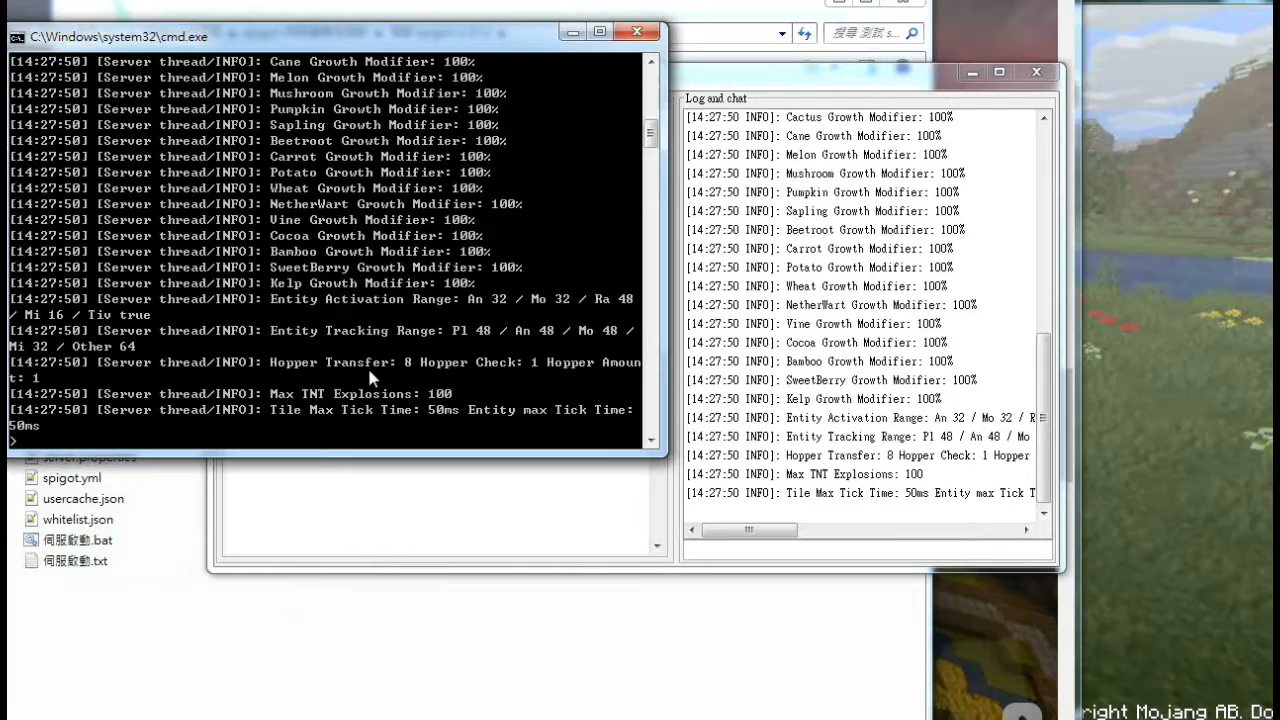 C:\Windows\system32\cmd.exe
[14:27:50] [Server thread/INFO]: Cane Growth Modifier: 100%
[14:27:50] [Server thread/INFO]: Melon Growth Modifier: 100%
[14:27:50] [Server thread/INFO]: Mushroom Growth Modifier: 100%
[14:27:50] [Server thread/INFO]: Pumpkin Growth Modifier: 100%
[14:27:50] [Server thread/INFO]: Sapling Growth Modifier: 100%
[14:27:50] [Server thread/INFO]: Beetroot Growth Modifier: 100%
[14:27:50] [Server thread/INFO]: Carrot Growth Modifier: 100%
[14:27:50] [Server thread/INFO]: Potato Growth Modifier: 100%
[14:27:50] [Server thread/INFO]: Wheat Growth Modifier: 100%
[14:27:50] [Server thread/INFO]: NetherWart Growth Modifier: 100%
[14:27:50] [Server thread/INFO]: Vine Growth Modifier: 100%
[14:27:50] [Server thread/INFO]: Cocoa Growth Modifier: 100%
[14:27:50] [Server thread/INFO]: Bamboo Growth Modifier: 100%
[14:27:50] [Server thread/INFO]: SweetBerry Growth Modifier: 100%
[14:27:50] [Server thread/INFO]: Kelp Growth Modifier: 100%
[14:27:50] [Server thread/INFO]: Entity Activation Range: An 32 / Mo 32 / Ra 48
/ Mi 16 / Tiv true
[14:27:50] [Server thread/INFO]: Entity Tracking Range: Pl 48 / An 48 / Mo 48 /
Mi 32 / Other 64
[14:27:50] [Server thread/INFO]: Hopper Transfer: 8 Hopper Check: 1 Hopper Amoun
t: 1
[14:27:50] [Server thread/INFO]: Max TNT Explosions: 100
[14:27:50] [Server thread/INFO]: Tile Max Tick Time: 50ms Entity max Tick Time:
50ms
>
server.properties
spigot.yml
usercache.json
whitelist.json
伺服啟動.bat
伺服啟動.txt
搜尋 測試 s...
Log and chat
[14:27:50 INFO]: Cactus Growth Modifier: 100%
[14:27:50 INFO]: Cane Growth Modifier: 100%
[14:27:50 INFO]: Melon Growth Modifier: 100%
[14:27:50 INFO]: Mushroom Growth Modifier: 100%
[14:27:50 INFO]: Pumpkin Growth Modifier: 100%
[14:27:50 INFO]: Sapling Growth Modifier: 100%
[14:27:50 INFO]: Beetroot Growth Modifier: 100%
[14:27:50 INFO]: Carrot Growth Modifier: 100%
[14:27:50 INFO]: Potato Growth Modifier: 100%
[14:27:50 INFO]: Wheat Growth Modifier: 100%
[14:27:50 INFO]: NetherWart Growth Modifier: 100%
[14:27:50 INFO]: Vine Growth Modifier: 100%
[14:27:50 INFO]: Cocoa Growth Modifier: 100%
[14:27:50 INFO]: Bamboo Growth Modifier: 100%
[14:27:50 INFO]: SweetBerry Growth Modifier: 100%
[14:27:50 INFO]: Kelp Growth Modifier: 100%
[14:27:50 INFO]: Entity Activation Range: An 32 / Mo 32 / R
[14:27:50 INFO]: Entity Tracking Range: Pl 48 / An 48 / Mo
[14:27:50 INFO]: Hopper Transfer: 8 Hopper Check: 1 Hopper
[14:27:50 INFO]: Max TNT Explosions: 100
[14:27:50 INFO]: Tile Max Tick Time: 50ms Entity max Tick T
right Mojang AB. Do